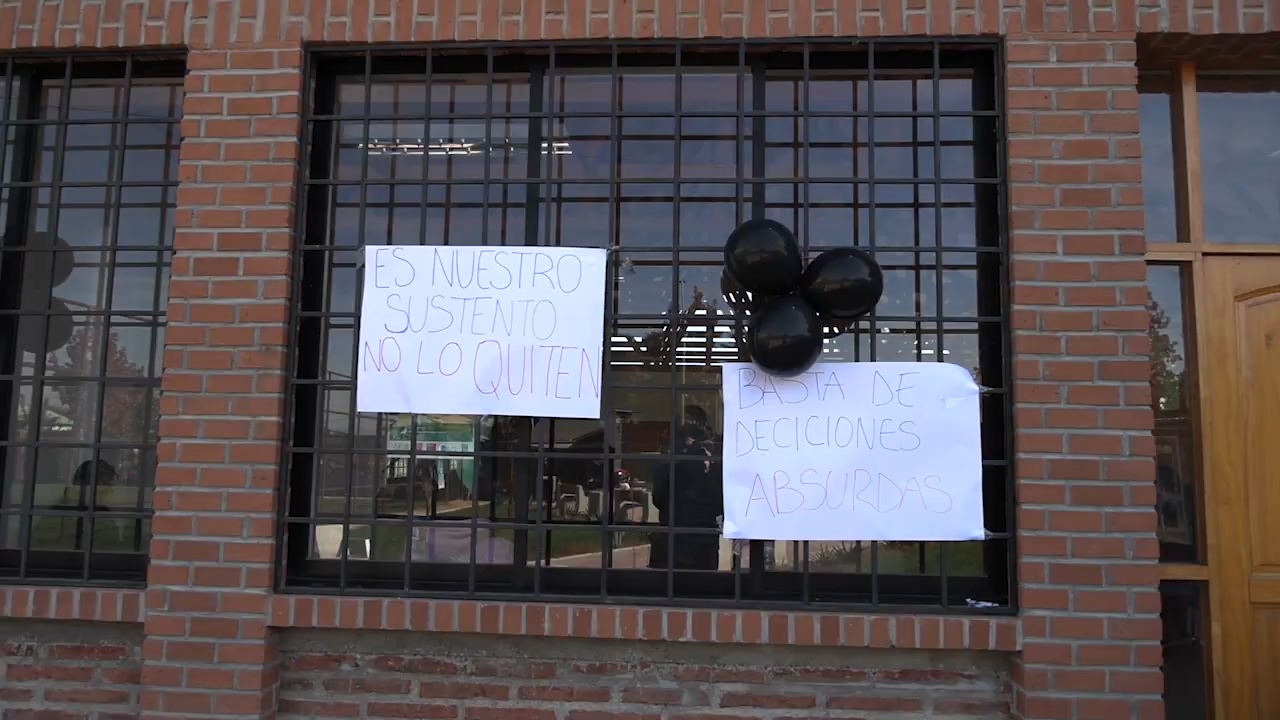 ES NUESTRO
SUSTENTO
NO LO QUITEN
BASTA DE
DECICIONES
ABSURDAS